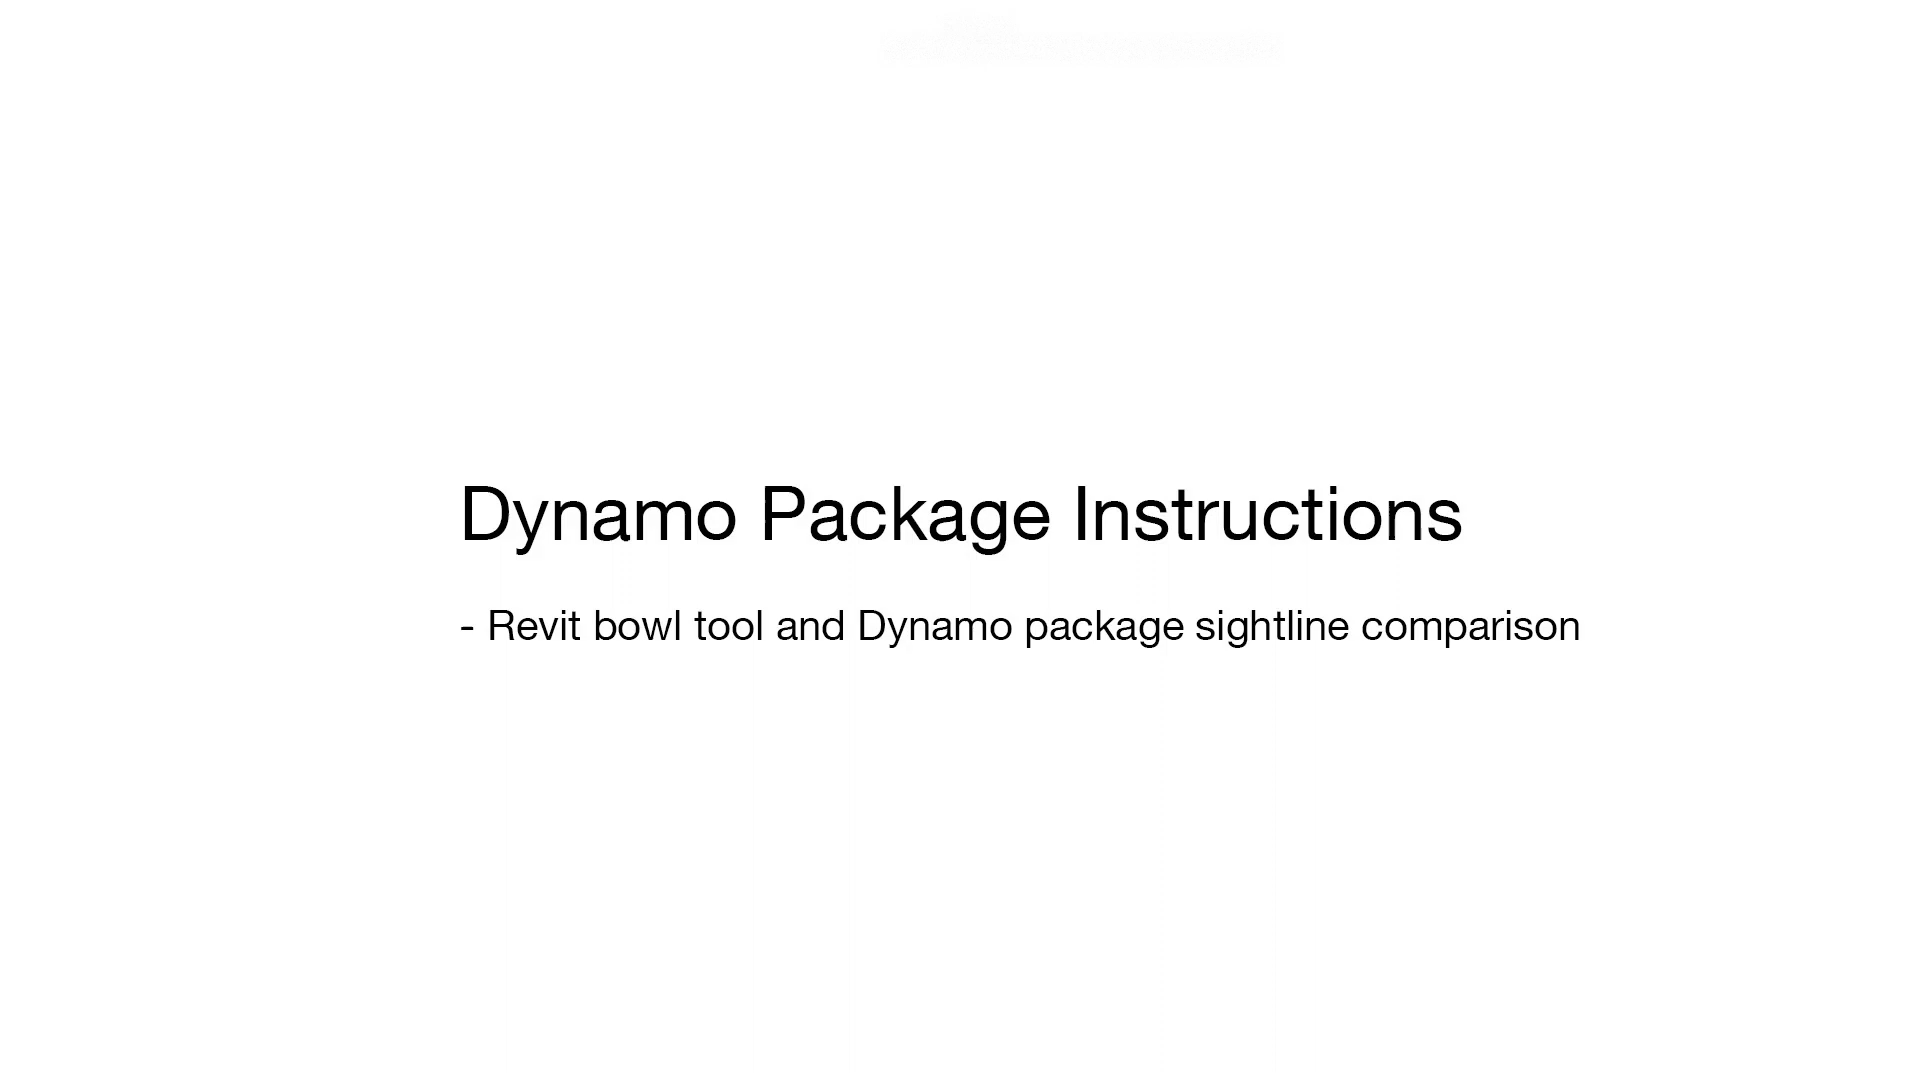 Dynamo Package Instructions
- Revit bowl tool and Dynamo package sightline comparison